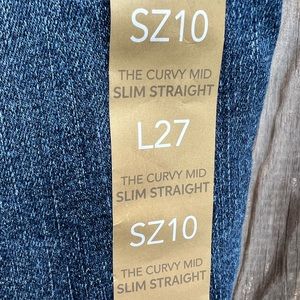 SZ10
THE CURVY MID
SLIM STRAIGHT
L27
THE CURVY MID
SLIM STRAIGHT
SZ10
THE CURVY MID
SLIM STRAIGHT